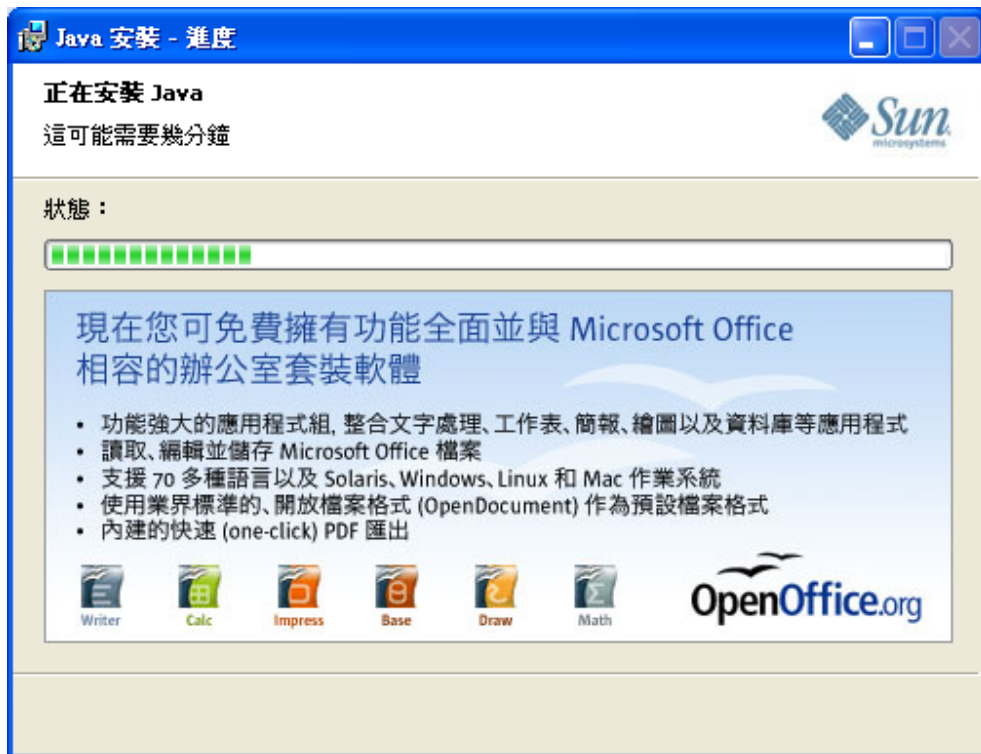 Java 安裝 - 進度
正在安裝 Java
這可能需要幾分鐘
Sun
microsystems
狀態：
現在您可免費擁有功能全面並與 Microsoft Office
相容的辦公室套裝軟體
• 功能強大的應用程式組, 整合文字處理、工作表、簡報、繪圖以及資料庫等應用程式
• 讀取、編輯並儲存 Microsoft Office 檔案
• 支援 70 多種語言以及 Solaris、Windows、Linux 和 Mac 作業系統
• 使用業界標準的、開放檔案格式 (OpenDocument) 作為預設檔案格式
• 內建的快速 (one-click) PDF 匯出
Writer Calc Impress Base Draw Math
OpenOffice.org